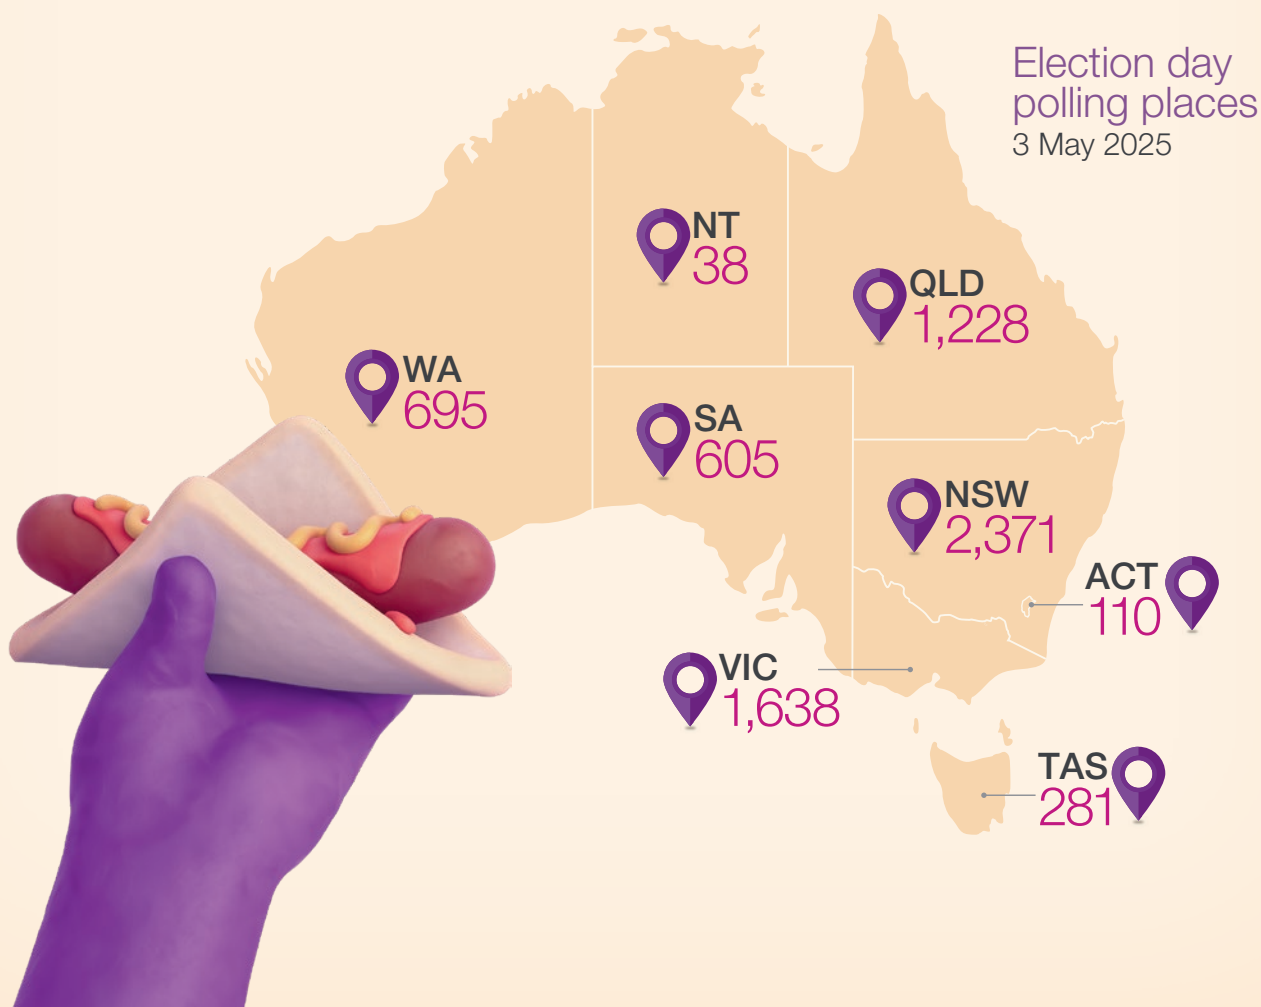 Election day
polling places
3 May 2025
NT
38
QLD
1,228
WA
695
SA
605
NSW
2,371
ACT
110
VIC
1,638
TAS
281